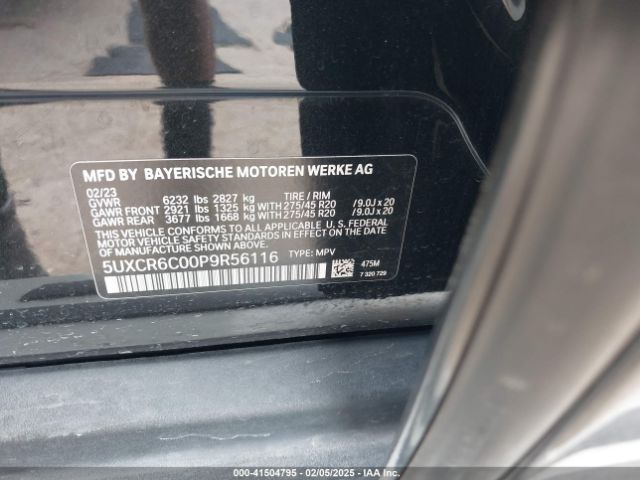 MFD BY BAYERISCHE MOTOREN WERKE AG
02/23
GVWR 6232 lbs 2827 kg TIRE / RIM
GAWR FRONT 2921 lbs 1325 kg WITH 275/45 R20 /9.0J x 20
GAWR REAR 3677 lbs 1668 kg WITH 275/45 R20 /9.0J x 20
THIS VEHICLE CONFORMS TO ALL APPLICABLE U. S. FEDERAL
MOTOR VEHICLE SAFETY STANDARDS IN EFFECT ON THE DATE OF
MANUFACTURE SHOWN ABOVE.
5UXCR6C00P9R56116 TYPE: MPV 475M
7 320 729
000-41504795 - 02/05/2025 - IAA Inc.